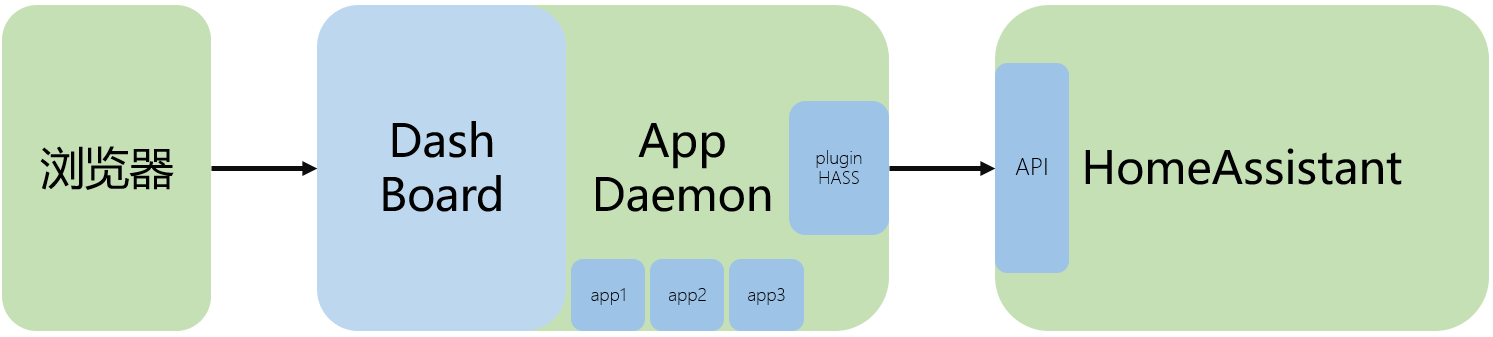 浏览器
Dash
Board
App
Daemon
plugin
HASS
app1
app2
app3
API
HomeAssistant